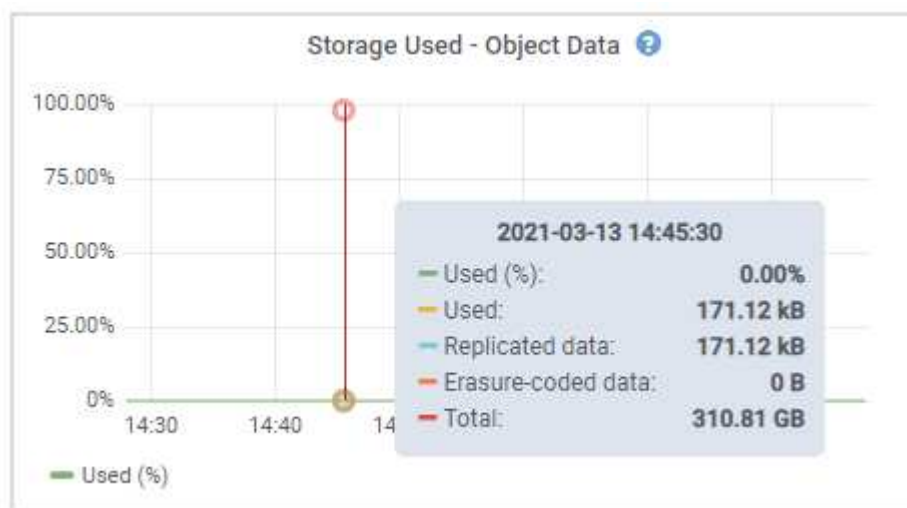 Storage Used - Object Data ?
100.00%
75.00%
50.00%
25.00%
0%
14:30
14:40
2021-03-13 14:45:30
Used (%): 0.00%
Used: 171.12 kB
Replicated data: 171.12 kB
Erasure-coded data: 0 B
Total: 310.81 GB
Used (%)